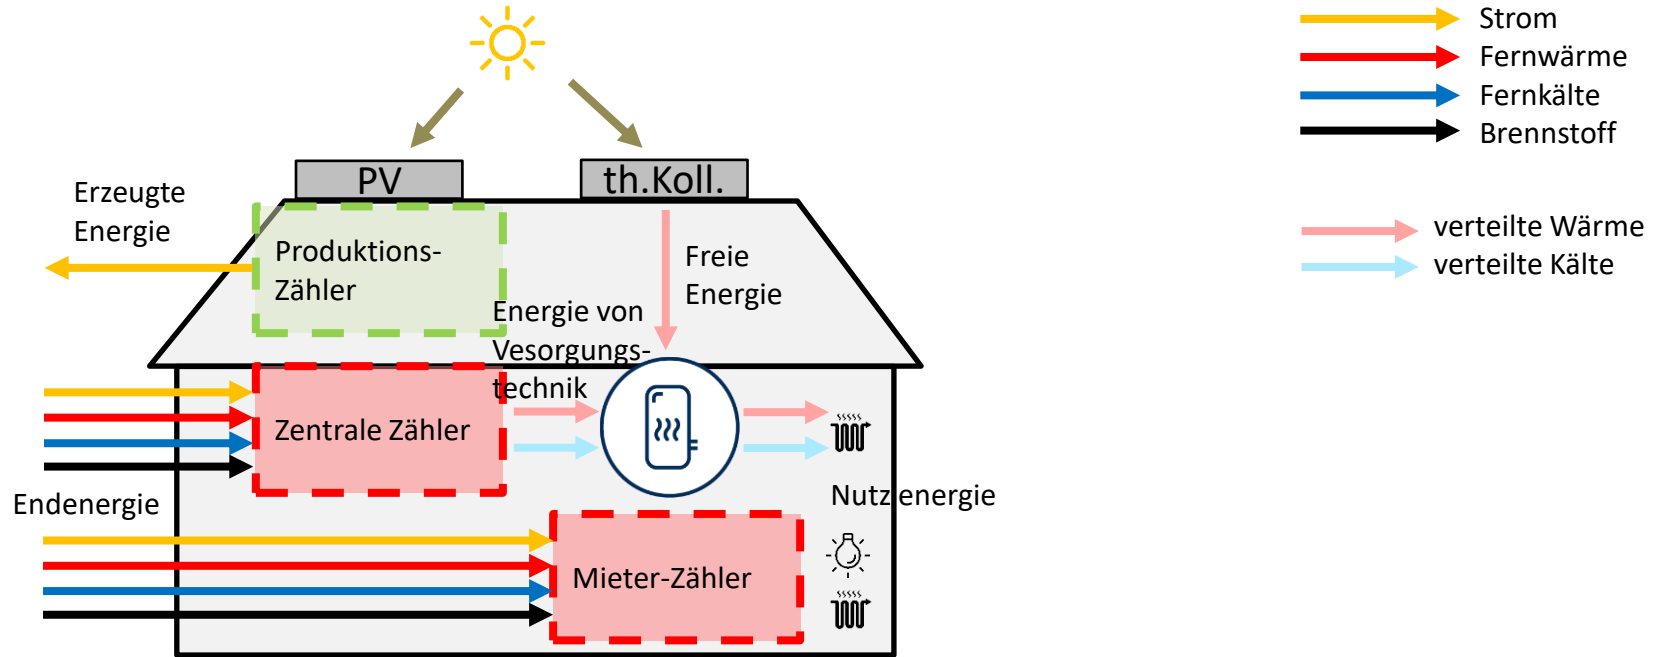 Strom
Fernwärme
Fernkälte
Brennstoff
verteilte Wärme
verteilte Kälte
PV
th.Koll.
Erzeugte
Energie
Produktions-
Zähler
Freie
Energie
Energie von
Vesorgungs-
technik
Zentrale Zähler
Endenergie
Nutzenergie
Mieter-Zähler